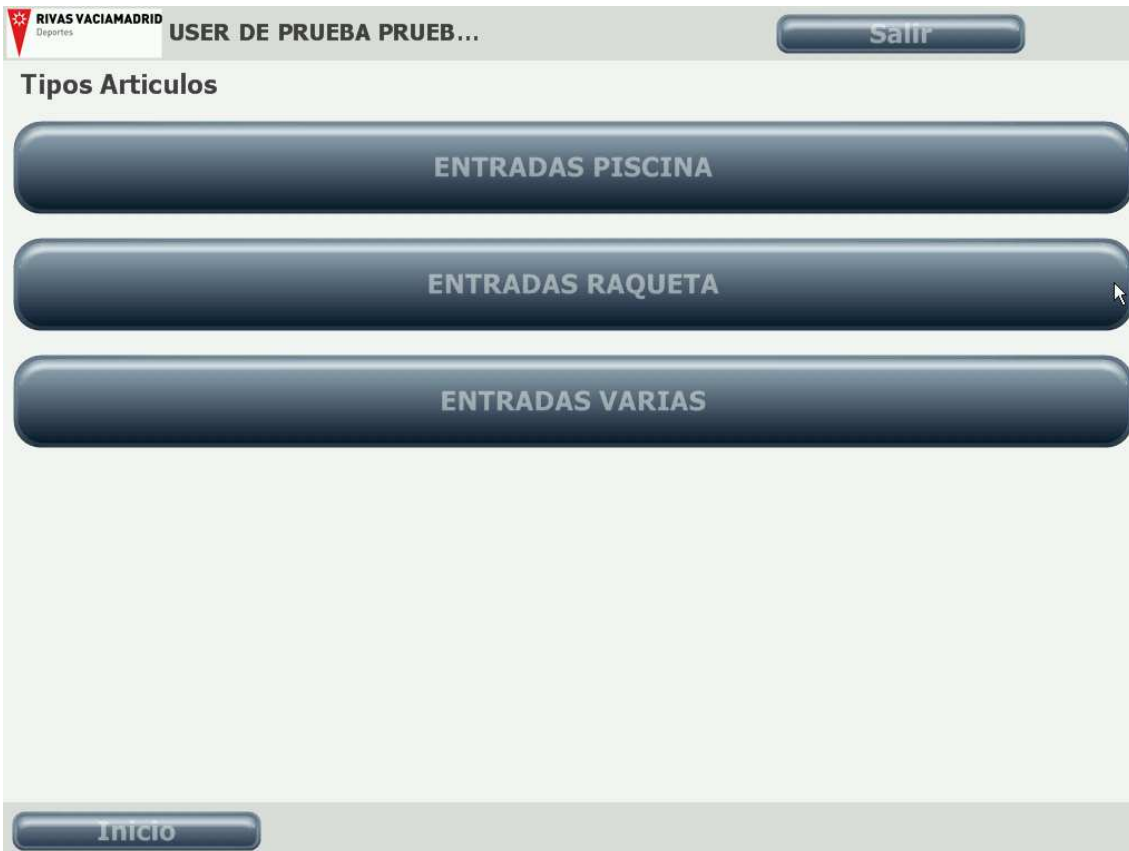 RIVAS VACIAMADRID
Deportes
USER DE PRUEBA PRUEB...
Salir
Tipos Articulos
ENTRADAS PISCINA
ENTRADAS RAQUETA
ENTRADAS VARIAS
Inicio